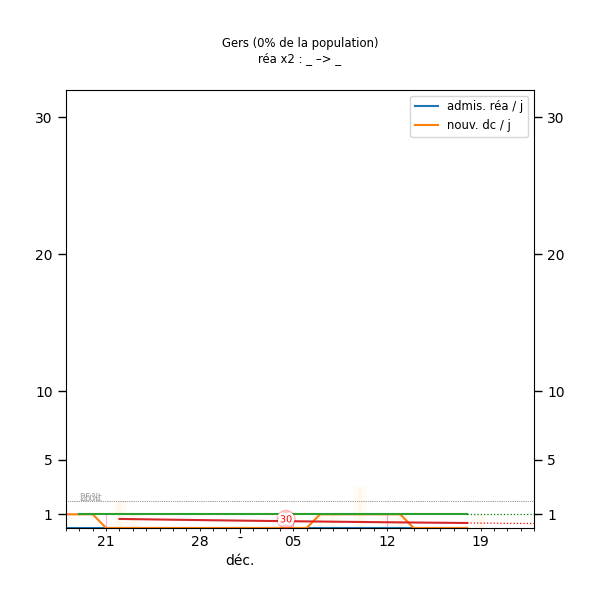 Gers (0% de la population)
réa x2 : _ –> _
admis. réa / j
nouv. dc / j
30 30
20 20
10 10
5 5
1 1
30
21 28 - 05 12 19
déc.